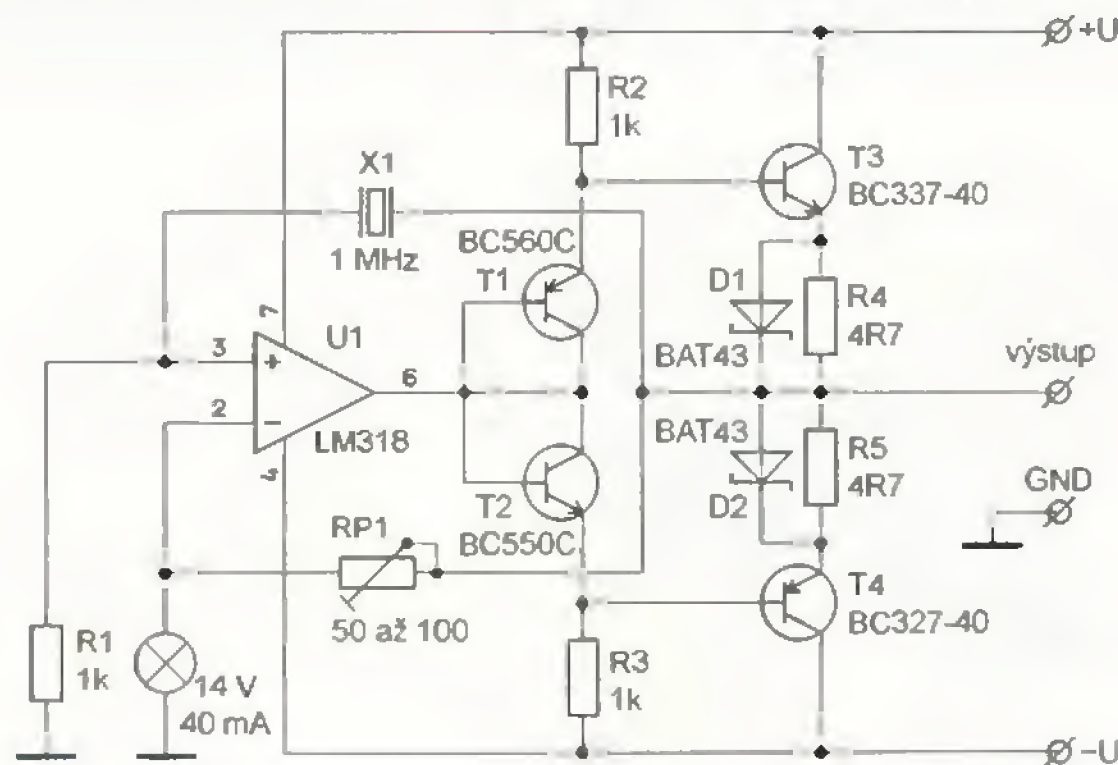 +U
R2
1k
T3
BC337-40
X1
1 MHz
BC560C
T1
D1
R4
4R7
7
U1
3
+
6
BAT43
výstup
2
−
LM318
4
BAT43
R5
4R7
GND
T2
D2
RP1
BC550C
T4
BC327-40
50 až 100
R1
1k
14 V
40 mA
R3
1k
−U